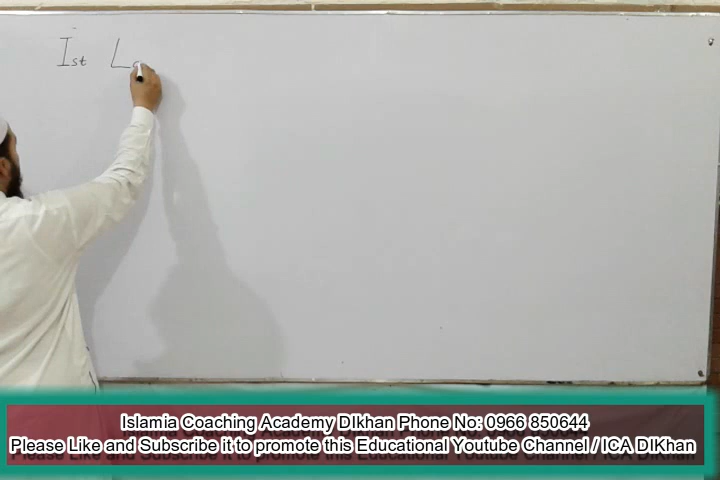 Ist L
Islamia Coaching Academy DIkhan Phone No: 0966 850644
Please Like and Subscribe it to promote this Educational Youtube Channel / ICA DIKhan